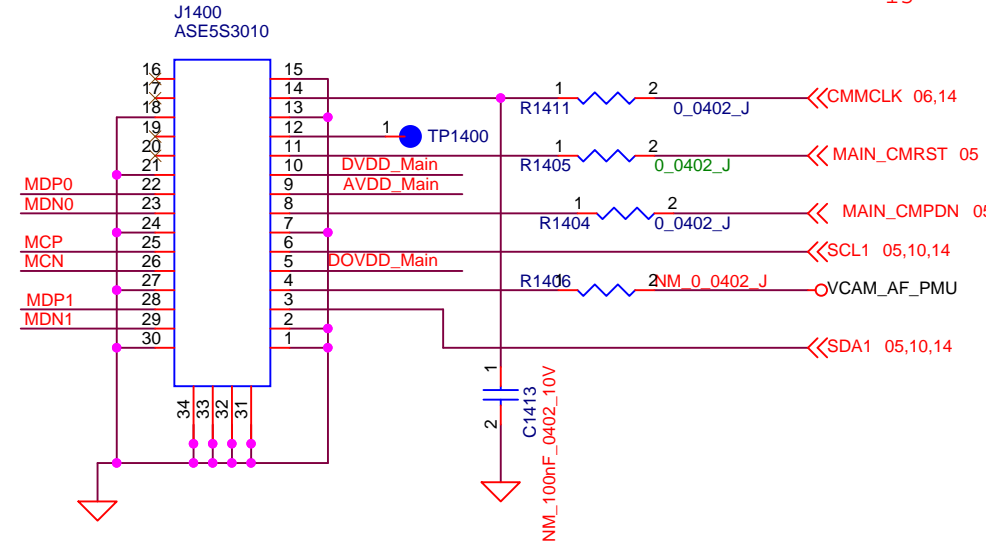 J1400
ASE5S3010
16
17
18
19
20
21
22
23
24
25
26
27
28
29
30
15
14
13
12
11
10
9
8
7
6
5
4
3
2
1
34
33
32
31
MDP0
MDN0
MCP
MCN
MDP1
MDN1
1
TP1400
DVDD_Main
AVDD_Main
DOVDD_Main
1
2
R1411
0_0402_J
CMMCLK 06,14
1
2
R1405
0_0402_J
MAIN_CMRST 05
1
2
R1404
0_0402_J
MAIN_CMPDN
SCL1 05,10,14
R1406
1
2
NM_0_0402_J
VCAM_AF_PMU
SDA1 05,10,14
1
2
C1413
NM_100nF_0402_10V